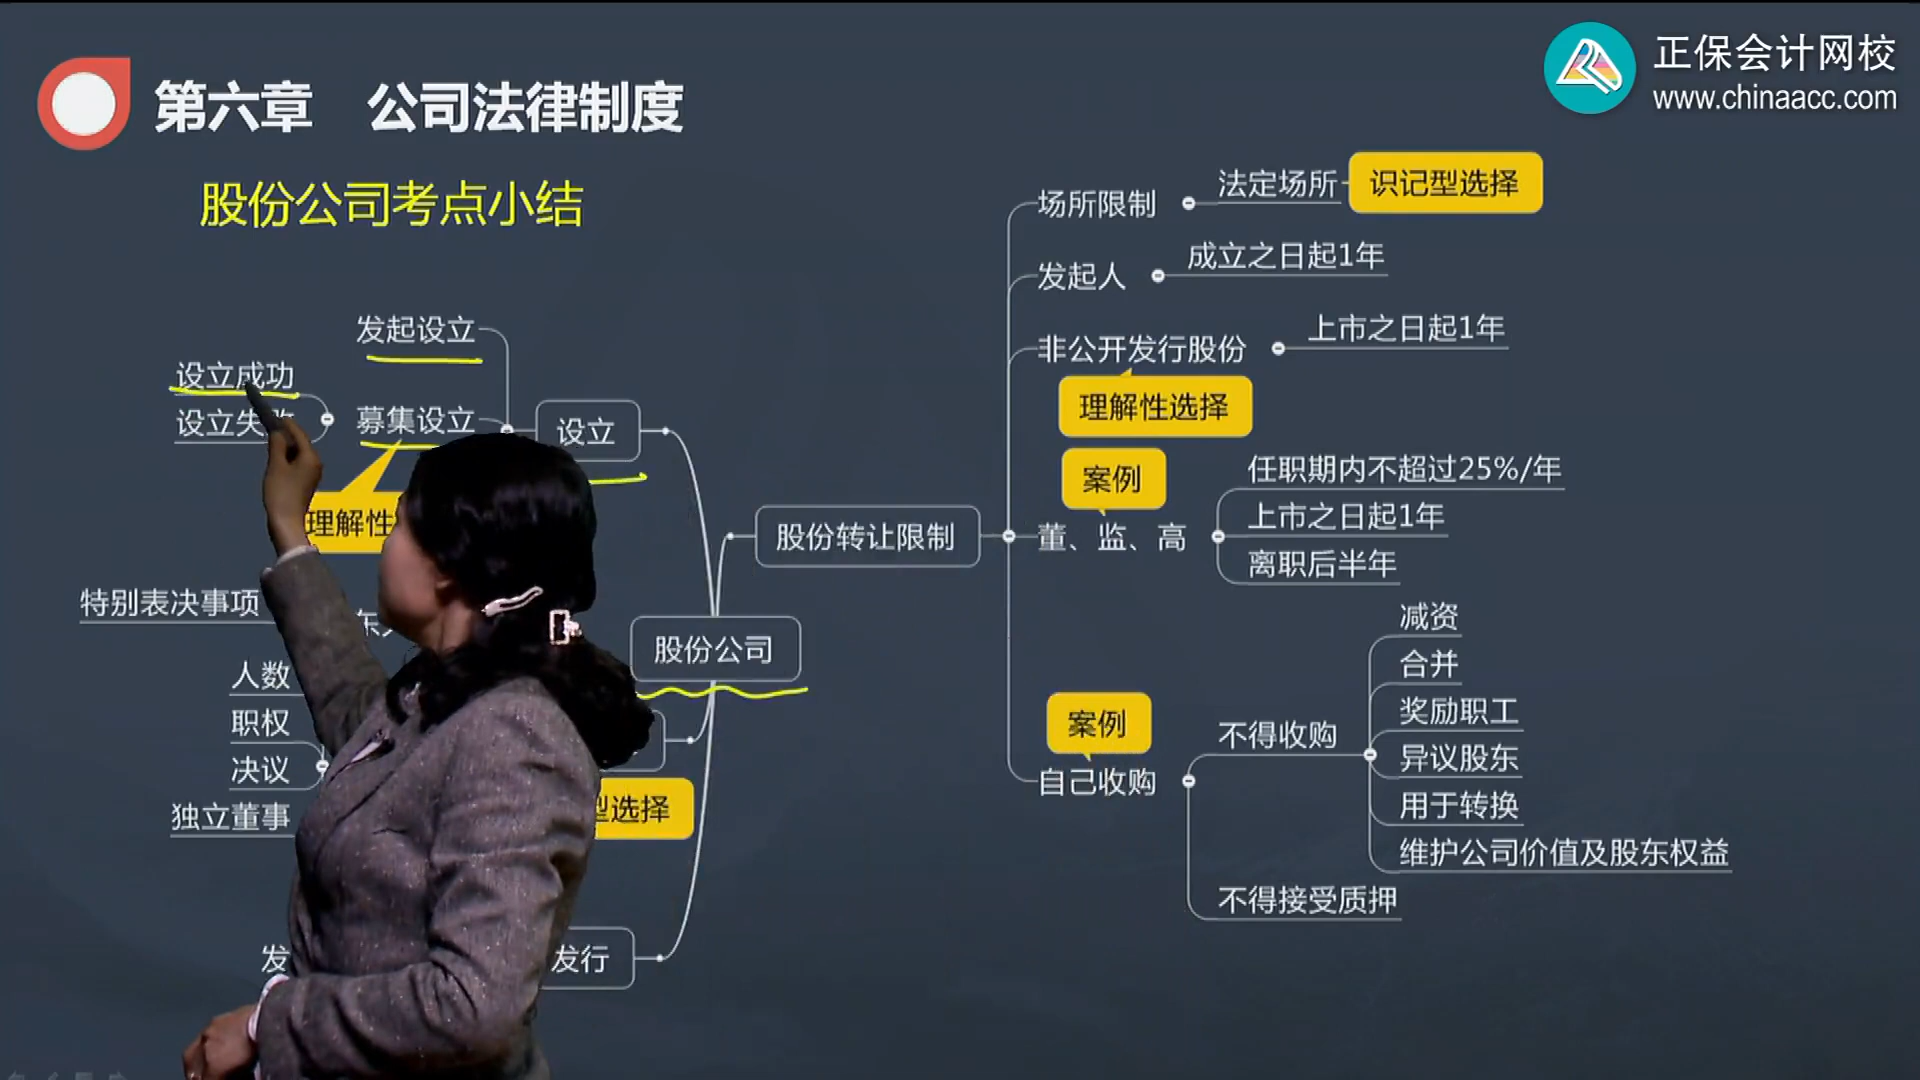 正保会计网校
www.chinaacc.com
第六章 公司法律制度
股份公司考点小结
发起设立
设立成功
设立失
募集设立
设立
理解性
特别表决事项
人数
职权
决议
独立董事
型选择
发
发行
股份公司
股份转让限制
场所限制
法定场所
识记型选择
发起人
成立之日起1年
非公开发行股份
上市之日起1年
理解性选择
案例
董、监、高
任职期内不超过25%/年
上市之日起1年
离职后半年
案例
自己收购
不得收购
减资
合并
奖励职工
异议股东
用于转换
维护公司价值及股东权益
不得接受质押